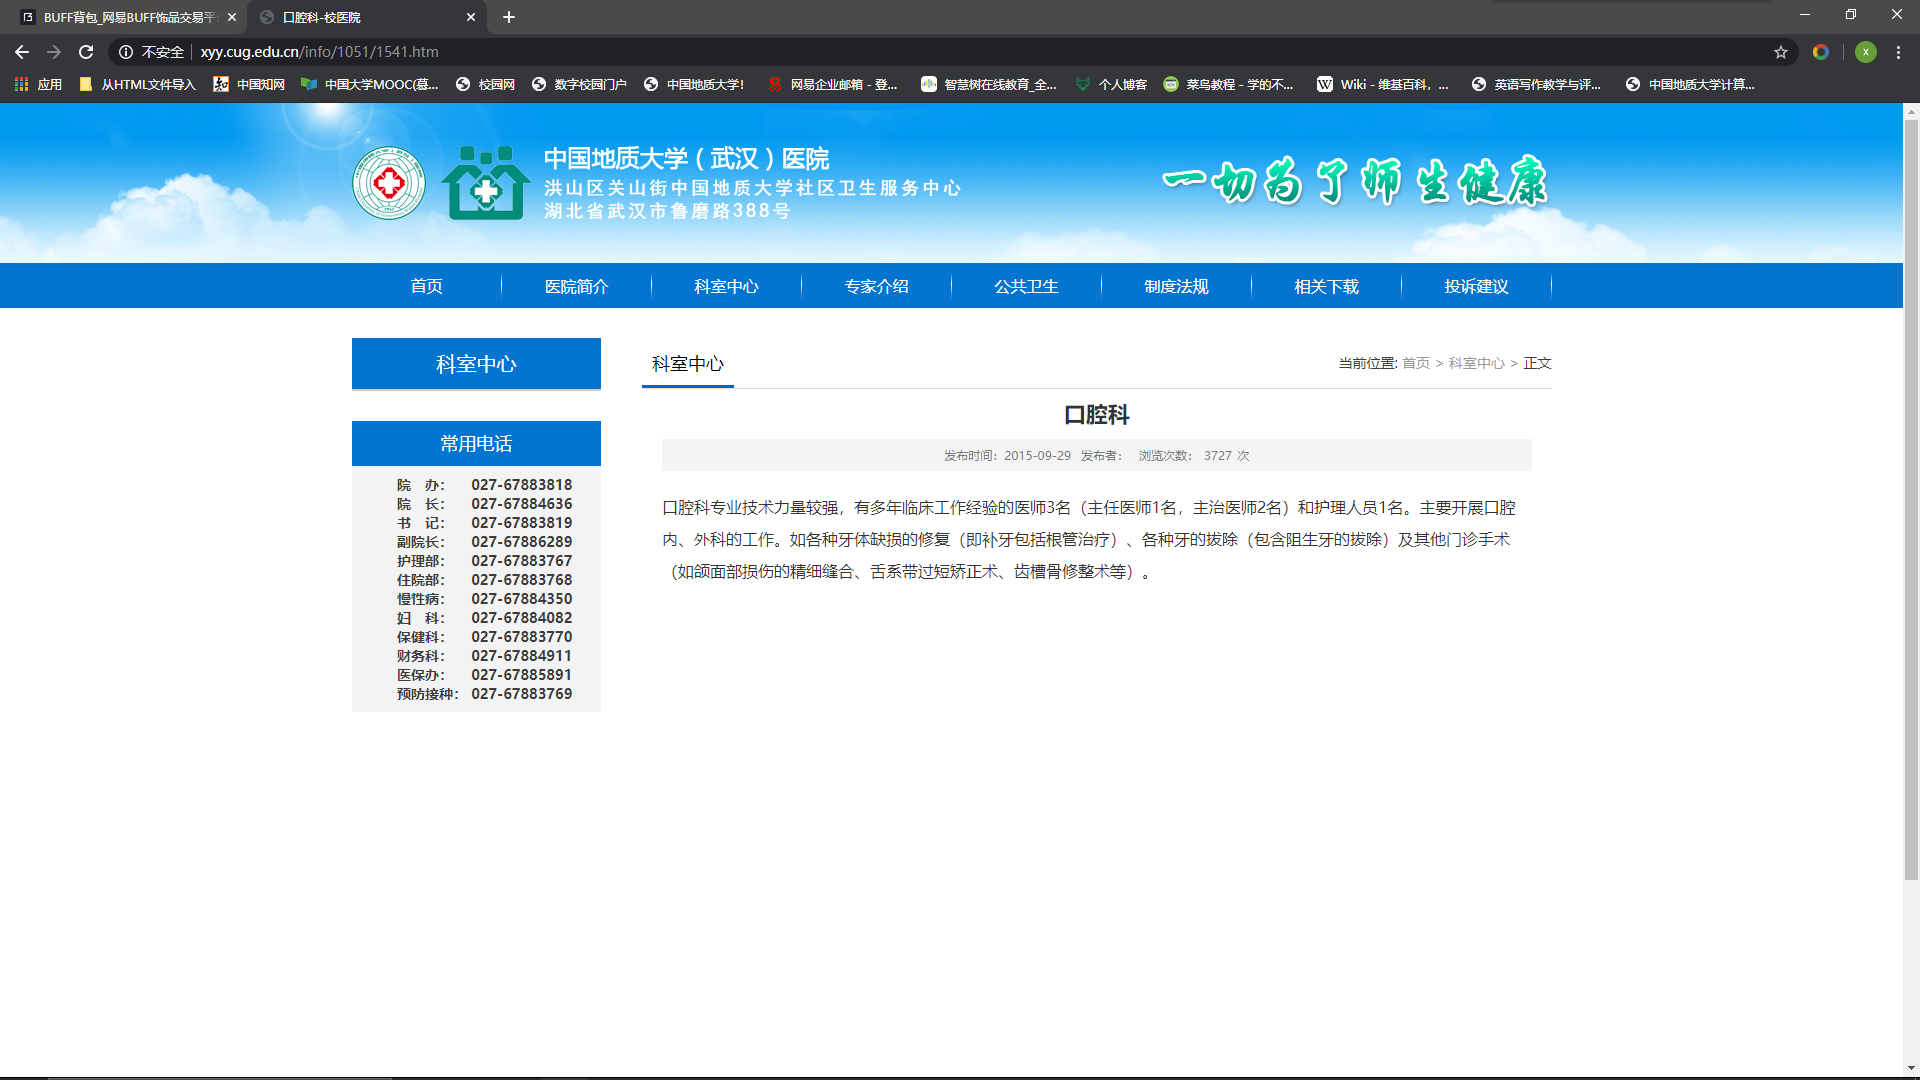 BUFF背包_网易BUFF饰品交易平
口腔科-校医院
不安全 xyy.cug.edu.cn/info/1051/1541.htm
应用 从HTML文件导入 中国知网 中国大学MOOC(慕... 校园网 数字校园门户 中国地质大学! 网易企业邮箱 - 登... 智慧树在线教育_全... 个人博客 菜鸟教程 - 学的不... Wiki - 维基百科，... 英语写作教学与评... 中国地质大学计算...
中国地质大学（武汉）医院
洪山区关山街中国地质大学社区卫生服务中心
湖北省武汉市鲁磨路388号
一切为了师生健康
首页 医院简介 科室中心 专家介绍 公共卫生 制度法规 相关下载 投诉建议
科室中心
常用电话
院 办： 027-67883818
院 长： 027-67884636
书 记： 027-67883819
副院长： 027-67886289
护理部： 027-67883767
住院部： 027-67883768
慢性病： 027-67884350
妇 科： 027-67884082
保健科： 027-67883770
财务科： 027-67884911
医保办： 027-67885891
预防接种： 027-67883769
科室中心
当前位置: 首页 > 科室中心 > 正文
口腔科
发布时间：2015-09-29 发布者： 浏览次数： 3727 次
口腔科专业技术力量较强，有多年临床工作经验的医师3名（主任医师1名，主治医师2名）和护理人员1名。主要开展口腔
内、外科的工作。如各种牙体缺损的修复（即补牙包括根管治疗）、各种牙的拔除（包含阻生牙的拔除）及其他门诊手术
（如颌面部损伤的精细缝合、舌系带过短矫正术、齿槽骨修整术等）。